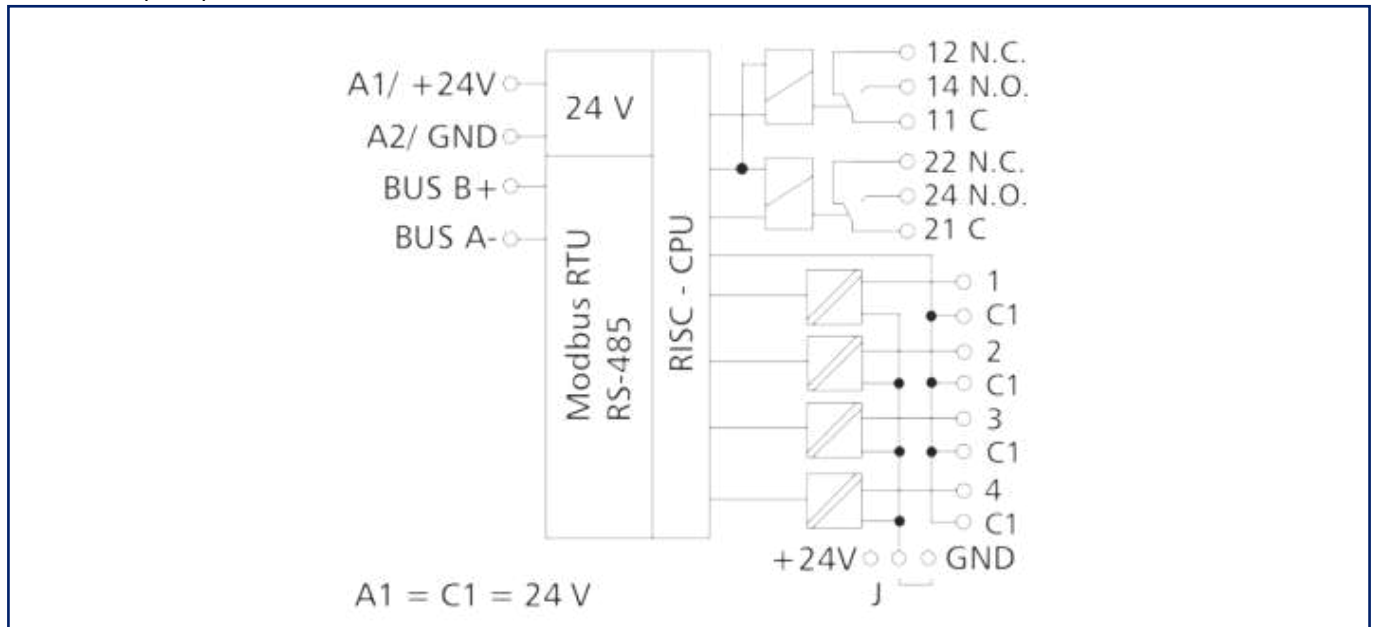 A1/ +24V
A2/ GND
BUS B+
BUS A-
24 V
Modbus RTU
RS-485
RISC - CPU
12 N.C.
14 N.O.
11 C
22 N.C.
24 N.O.
21 C
1
C1
2
C1
3
C1
4
C1
+24V
GND
J
A1 = C1 = 24 V